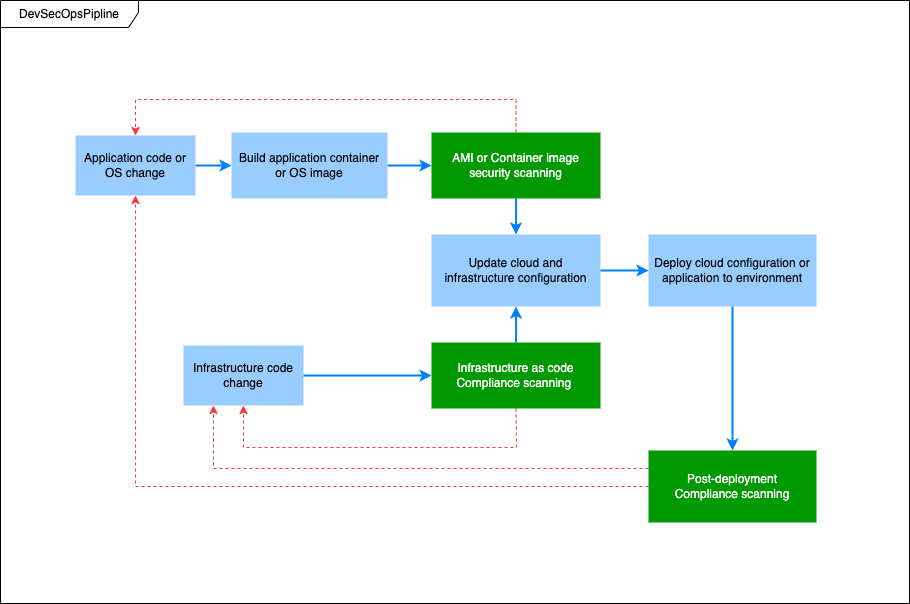 DevSecOpsPipline
Application code or
OS change
Build application container
or OS image
AMI or Container image
security scanning
Update cloud and
infrastructure configuration
Deploy cloud configuration or
application to environment
Infrastructure code
change
Infrastructure as code
Compliance scanning
Post-deployment
Compliance scanning